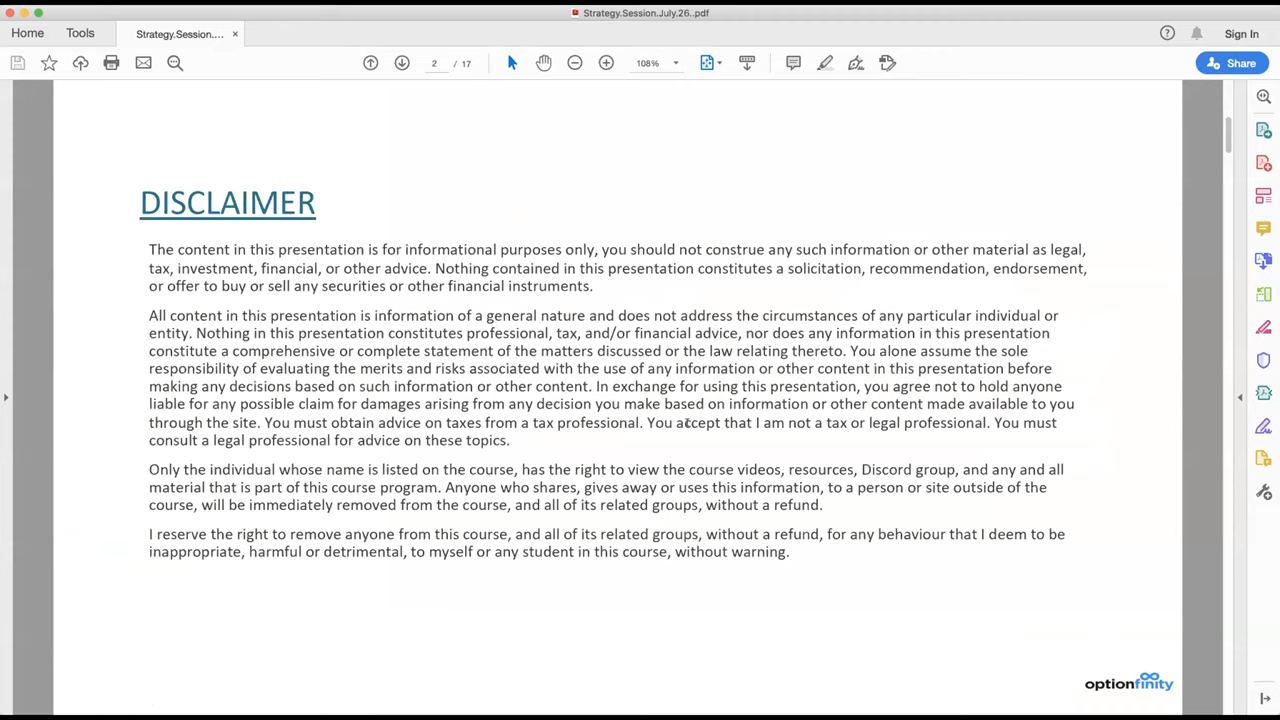 Strategy.Session.July.26..pdf
Home Tools Strategy.Session.... × Sign In
2 / 17 108% Share
DISCLAIMER
The content in this presentation is for informational purposes only, you should not construe any such information or other material as legal,
tax, investment, financial, or other advice. Nothing contained in this presentation constitutes a solicitation, recommendation, endorsement,
or offer to buy or sell any securities or other financial instruments.
All content in this presentation is information of a general nature and does not address the circumstances of any particular individual or
entity. Nothing in this presentation constitutes professional, tax, and/or financial advice, nor does any information in this presentation
constitute a comprehensive or complete statement of the matters discussed or the law relating thereto. You alone assume the sole
responsibility of evaluating the merits and risks associated with the use of any information or other content in this presentation before
making any decisions based on such information or other content. In exchange for using this presentation, you agree not to hold anyone
liable for any possible claim for damages arising from any decision you make based on information or other content made available to you
through the site. You must obtain advice on taxes from a tax professional. You accept that I am not a tax or legal professional. You must
consult a legal professional for advice on these topics.
Only the individual whose name is listed on the course, has the right to view the course videos, resources, Discord group, and any and all
material that is part of this course program. Anyone who shares, gives away or uses this information, to a person or site outside of the
course, will be immediately removed from the course, and all of its related groups, without a refund.
I reserve the right to remove anyone from this course, and all of its related groups, without a refund, for any behaviour that I deem to be
inappropriate, harmful or detrimental, to myself or any student in this course, without warning.
optionfinity